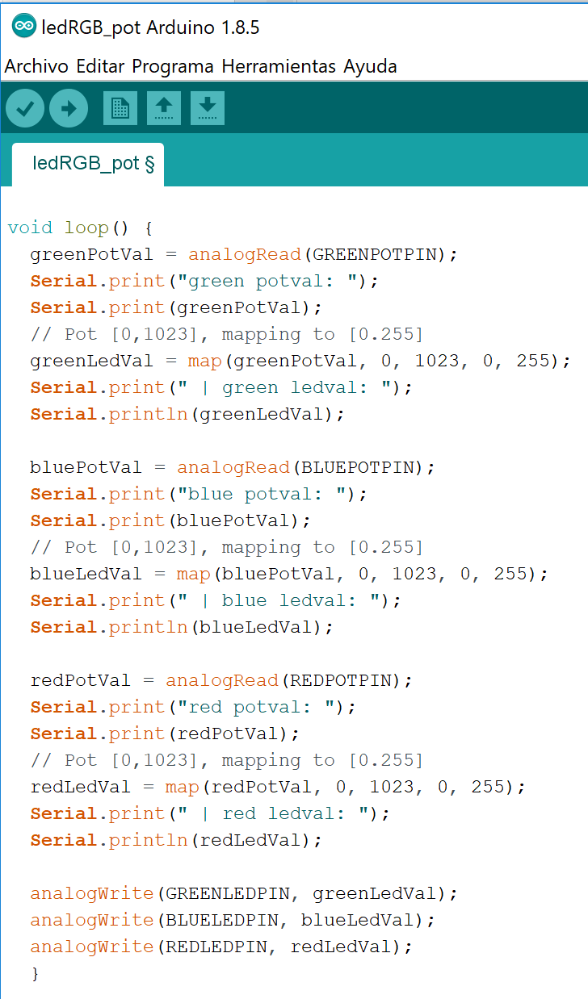 ledRGB_pot Arduino 1.8.5
Archivo Editar Programa Herramientas Ayuda
ledRGB_pot §
void loop() {
  greenPotVal = analogRead(GREENPOTPIN);
  Serial.print("green potval: ");
  Serial.print(greenPotVal);
  // Pot [0,1023], mapping to [0.255]
  greenLedVal = map(greenPotVal, 0, 1023, 0, 255);
  Serial.print(" | green ledval: ");
  Serial.println(greenLedVal);

  bluePotVal = analogRead(BLUEPOTPIN);
  Serial.print("blue potval: ");
  Serial.print(bluePotVal);
  // Pot [0,1023], mapping to [0.255]
  blueLedVal = map(bluePotVal, 0, 1023, 0, 255);
  Serial.print(" | blue ledval: ");
  Serial.println(blueLedVal);

  redPotVal = analogRead(REDPOTPIN);
  Serial.print("red potval: ");
  Serial.print(redPotVal);
  // Pot [0,1023], mapping to [0.255]
  redLedVal = map(redPotVal, 0, 1023, 0, 255);
  Serial.print(" | red ledval: ");
  Serial.println(redLedVal);

  analogWrite(GREENLEDPIN, greenLedVal);
  analogWrite(BLUELEDPIN, blueLedVal);
  analogWrite(REDLEDPIN, redLedVal);
  }